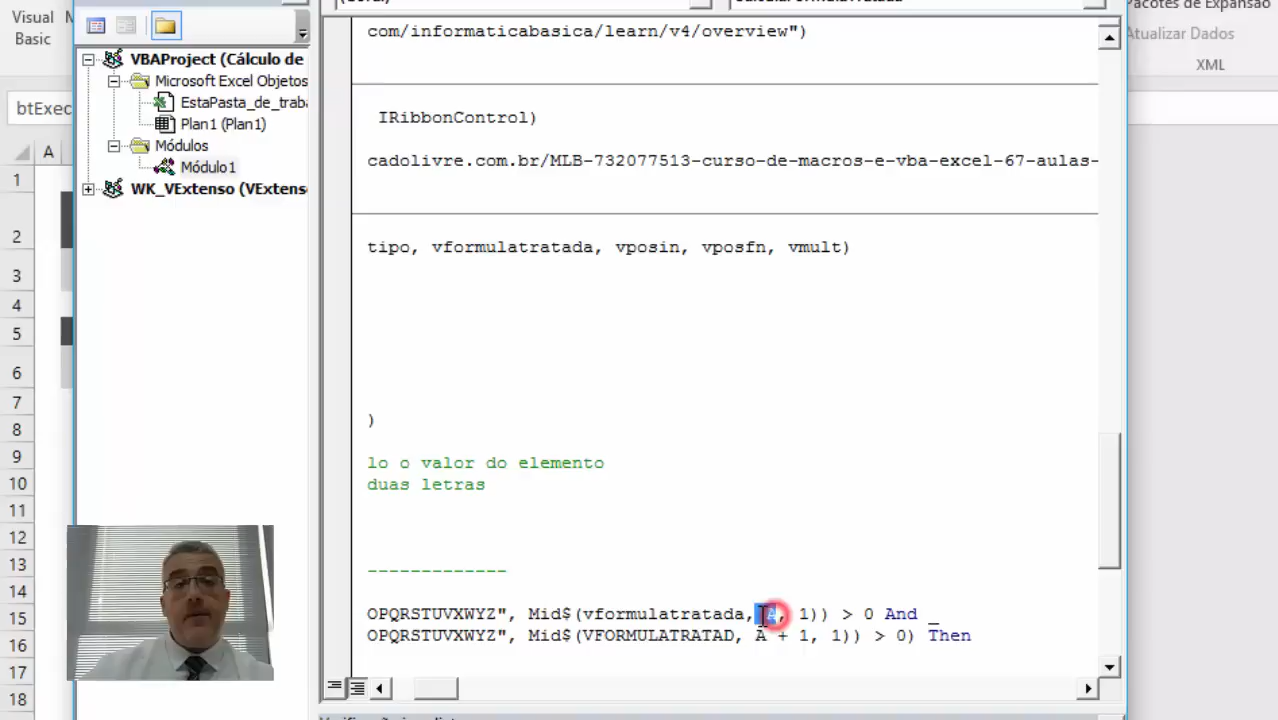 Visual
Basic
Pacotes de Expansão
Atualizar Dados
XML
btExec
VBAProject (Cálculo de
Microsoft Excel Objetos
EstaPasta_de_traba
Plan1 (Plan1)
Módulos
Módulo1
WK_VExtenso (VExtens
A
1
2
3
4
5
6
7
8
9
10
11
12
13
14
15
16
17
18
com/informaticabasica/learn/v4/overview")
IRibbonControl)
cadolivre.com.br/MLB-732077513-curso-de-macros-e-vba-excel-67-aulas-
tipo, vformulatratada, vposin, vposfn, vmult)
)
lo o valor do elemento
duas letras
-------------
OPQRSTUVXWYZ", Mid$(vformulatratada, A, 1)) > 0 And _
OPQRSTUVXWYZ", Mid$(VFORMULATRATAD, A + 1, 1)) > 0) Then